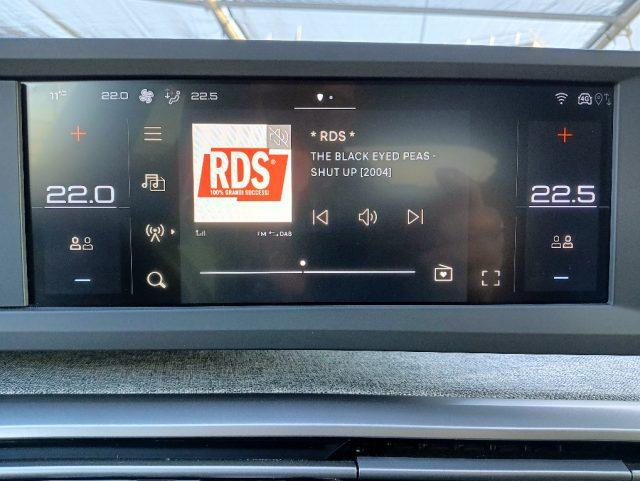 11°C 22.0 22.5 4G
22.0
RDS®
100% GRANDI SUCCESSI
FM DAB
* RDS *
THE BLACK EYED PEAS -
SHUT UP [2004]
22.5